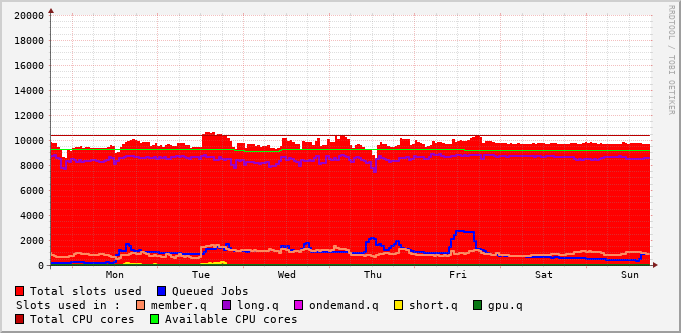 20000
18000
16000
14000
12000
10000
8000
6000
4000
2000
0
Mon Tue Wed Thu Fri Sat Sun
RRDTOOL / TOBI OETIKER
Total slots used Queued Jobs
Slots used in : member.q long.q ondemand.q short.q gpu.q
Total CPU cores Available CPU cores